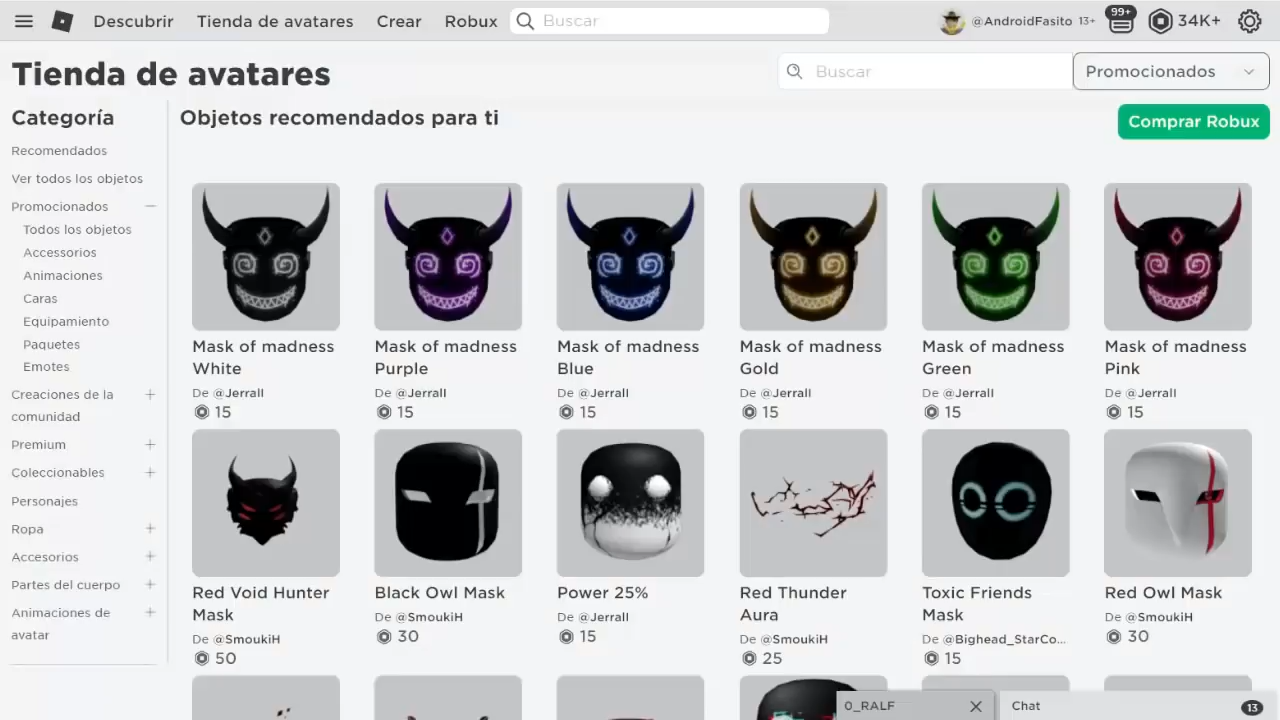 Descubrir Tienda de avatares Crear Robux Buscar @AndroidFasito 13+ 99+ 34K+
Tienda de avatares
Buscar
Promocionados
Categoría
Recomendados
Ver todos los objetos
Promocionados
Todos los objetos
Accessorios
Animaciones
Caras
Equipamiento
Paquetes
Emotes
Creaciones de la
comunidad
Premium
Coleccionables
Personajes
Ropa
Accesorios
Partes del cuerpo
Animaciones de
avatar
Objetos recomendados para ti
Comprar Robux
Mask of madness
White
De @Jerrall
15
Mask of madness
Purple
De @Jerrall
15
Mask of madness
Blue
De @Jerrall
15
Mask of madness
Gold
De @Jerrall
15
Mask of madness
Green
De @Jerrall
15
Mask of madness
Pink
De @Jerrall
15
Red Void Hunter
Mask
De @SmoukiH
50
Black Owl Mask
De @SmoukiH
30
Power 25%
De @Jerrall
15
Red Thunder
Aura
De @SmoukiH
25
Toxic Friends
Mask
De @Bighead_StarCo...
15
Red Owl Mask
De @SmoukiH
30
0_RALF
Chat
13